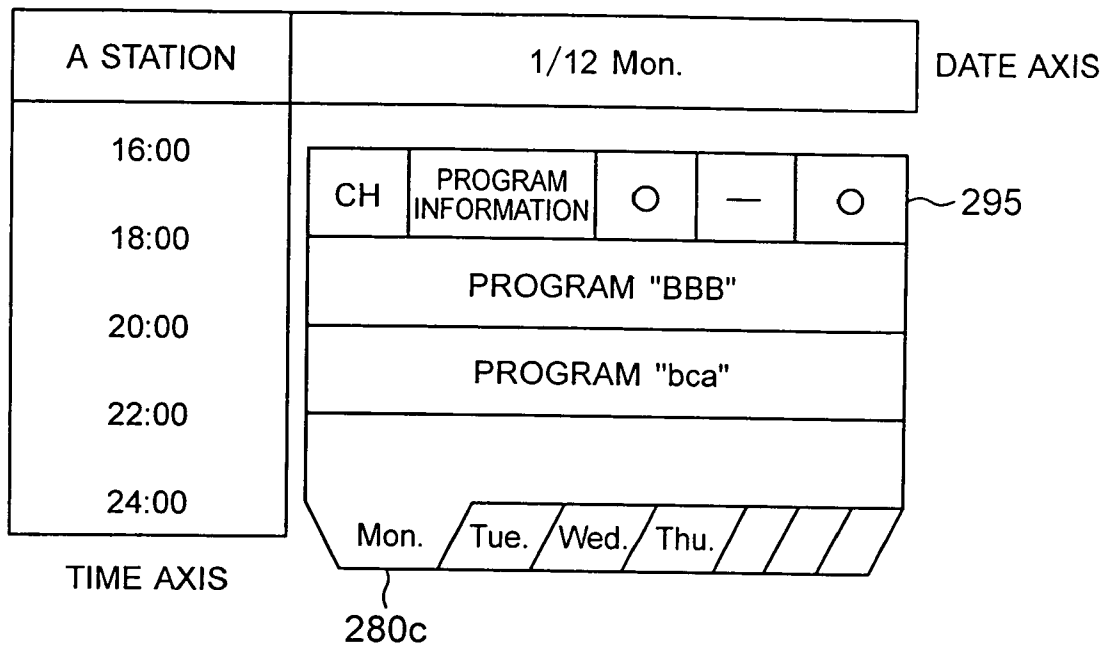 A STATION
1/12 Mon.
DATE AXIS
16:00
18:00
20:00
22:00
24:00
CH
PROGRAM
INFORMATION
○
—
○
295
PROGRAM "BBB"
PROGRAM "bca"
Mon.
Tue.
Wed.
Thu.
TIME AXIS
280c